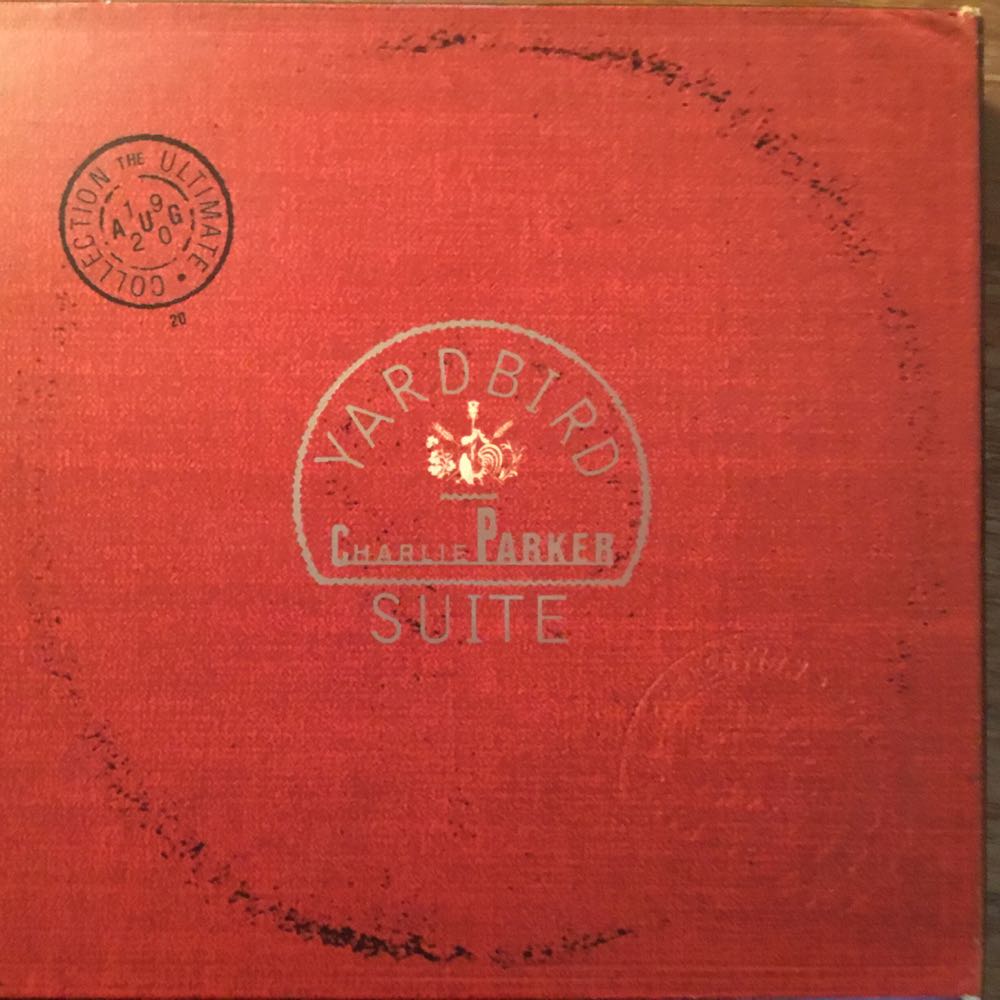 THE ULTIMATE • COLLECTION
19
AUG
20
20
YARDBIRD
CHARLIE PARKER
SUITE